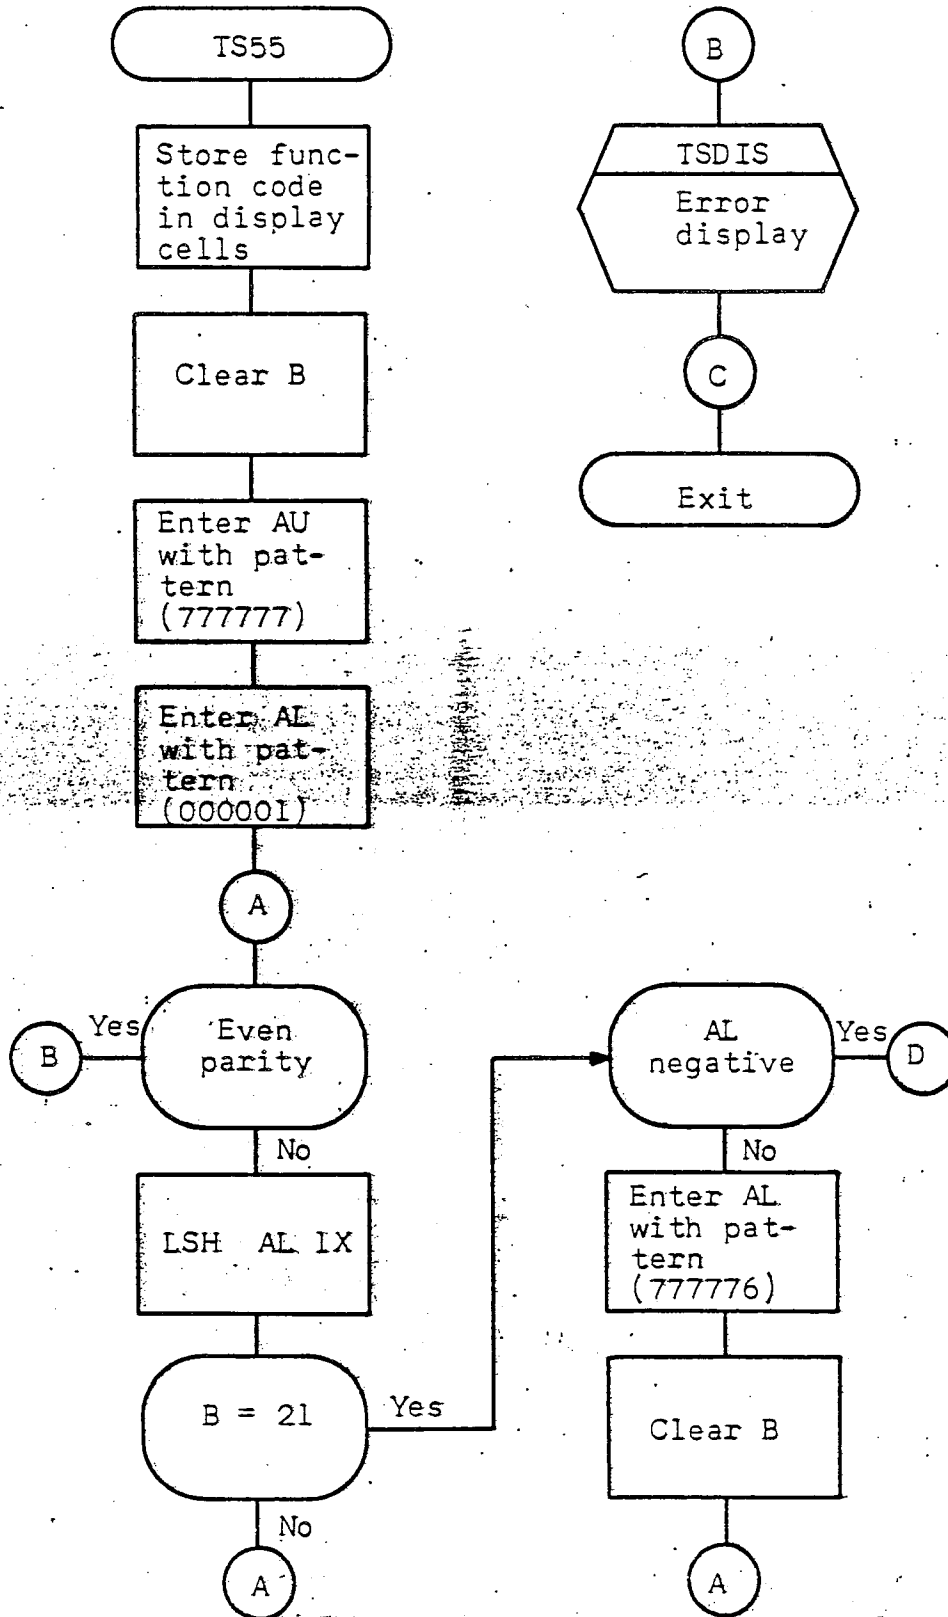 TS55
Store func-
tion code
in display
cells
Clear B
Enter AU
with pat-
tern
(777777)
Enter AL
with pat-
tern
(000001)
A
Even
parity
Yes
B
No
LSH AL IX
B = 21
Yes
No
A
B
TSDIS
Error
display
C
Exit
AL
negative
Yes
D
No
Enter AL
with pat-
tern
(777776)
Clear B
A